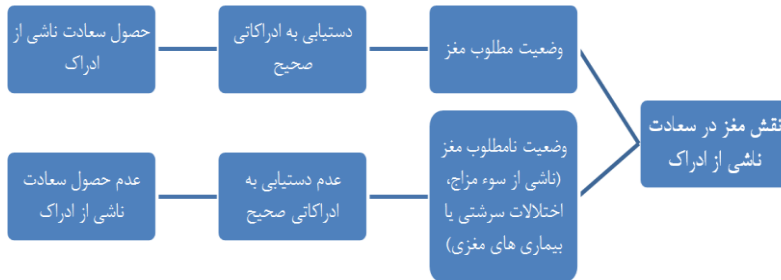 نقش مغز در سعادت
ناشی از ادراک
وضعیت مطلوب مغز
دستیابی به ادراکاتی
صحیح
حصول سعادت ناشی از
ادراک
وضعیت نامطلوب مغز
(ناشی از سوء مزاج،
اختلالات سرشتی یا
بیماری های مغزی)
عدم دستیابی به
ادراکاتی صحیح
عدم حصول سعادت
ناشی از ادراک